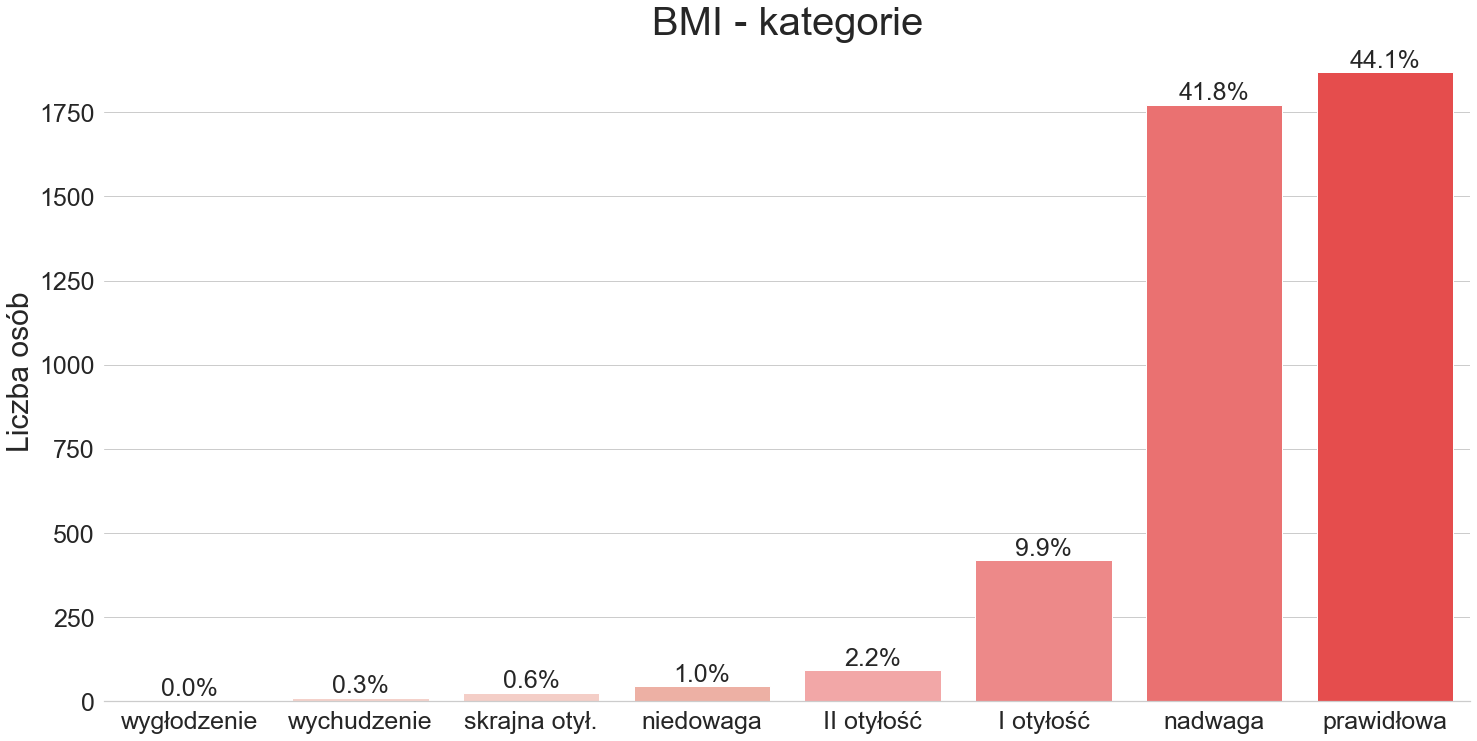 BMI - kategorie
Liczba osób
1750
1500
1250
1000
750
500
250
0
0.0%
0.3%
0.6%
1.0%
2.2%
9.9%
41.8%
44.1%
wygłodzenie
wychudzenie
skrajna otył.
niedowaga
II otyłość
I otyłość
nadwaga
prawidłowa